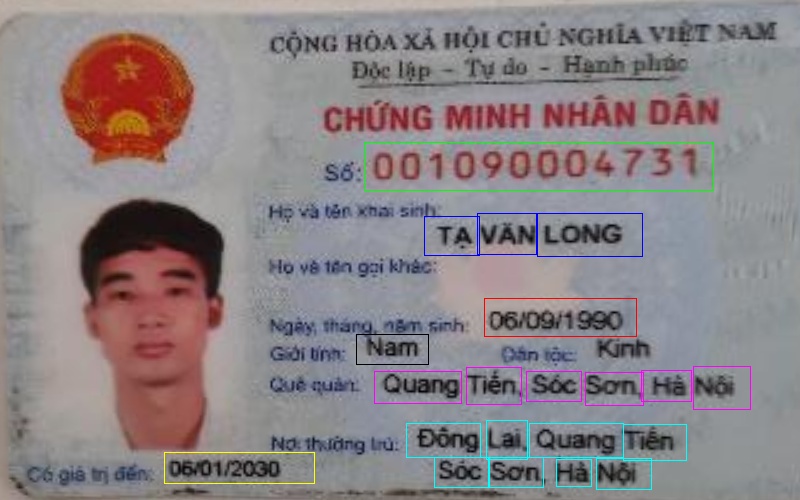 CỘNG HÒA XÃ HỘI CHỦ NGHĨA VIỆT NAM
Độc lập - Tự do - Hạnh phúc
CHỨNG MINH NHÂN DÂN
Số: 001090004731
Họ và tên khai sinh:
TẠ VĂN LONG
Họ và tên gọi khác:
Ngày, tháng, năm sinh: 06/09/1990
Giới tính: Nam Dân tộc: Kinh
Quê quán: Quang Tiến, Sóc Sơn, Hà Nội
Nơi thường trú: Đông Lai, Quang Tiến
Sóc Sơn, Hà Nội
Có giá trị đến: 06/01/2030